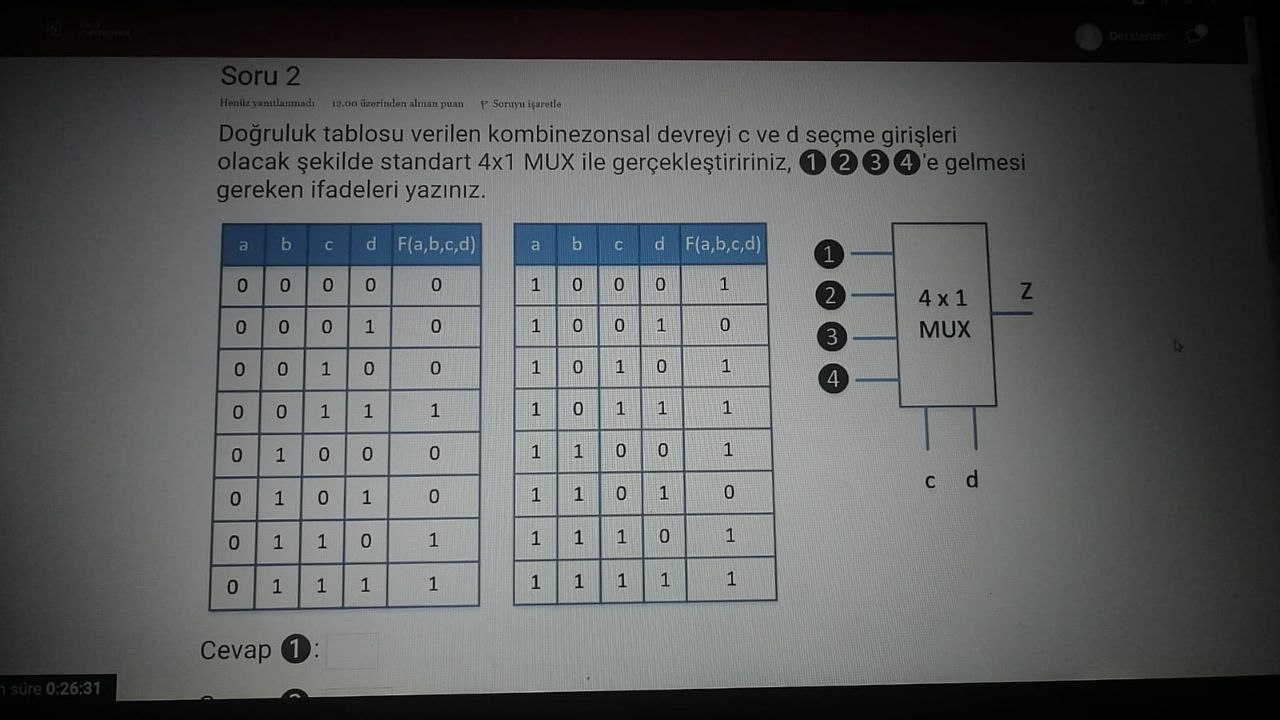 Derslerim
Soru 2
Henüz yanıtlanmadı 12.00 üzerinden alınan puan Soruyu işaretle
Doğruluk tablosu verilen kombinezonsal devreyi c ve d seçme girişleri
olacak şekilde standart 4x1 MUX ile gerçekleştiririniz, 1 2 3 4'e gelmesi
gereken ifadeleri yazınız.
a b c d F(a,b,c,d)
0 0 0 0 0
0 0 0 1 0
0 0 1 0 0
0 0 1 1 1
0 1 0 0 0
0 1 0 1 0
0 1 1 0 1
0 1 1 1 1
a b c d F(a,b,c,d)
1 0 0 0 1
1 0 0 1 0
1 0 1 0 1
1 0 1 1 1
1 1 0 0 1
1 1 0 1 0
1 1 1 0 1
1 1 1 1 1
1
2
3
4
4 x 1
MUX
Z
c d
Cevap 1:
süre 0:26:31